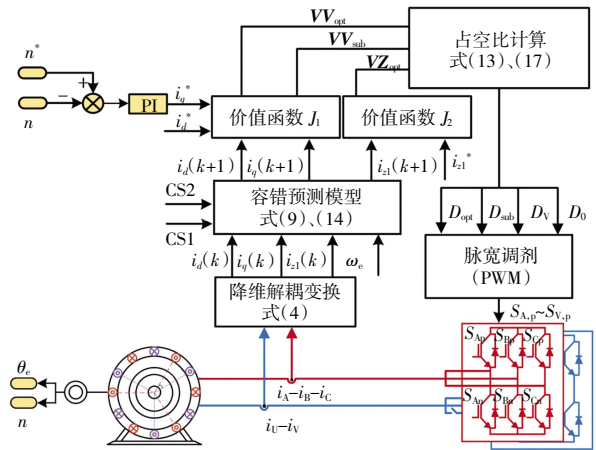 n*
n
+
−
PI
i_q*
i_d*
VV_opt
VV_sub
VZ_opt
占空比计算
式(13)、(17)
价值函数 J₁
价值函数 J₂
i_d(k+1)
i_q(k+1)
i_z1(k+1)
i_z1*
CS2
CS1
容错预测模型
式(9)、(14)
i_d(k)
i_q(k)
i_z1(k)
ω_e
降维解耦变换
式(4)
D_opt
D_sub
D_V
D_0
脉宽调剂
(PWM)
S_A,p~S_V,p
S_Ap
S_Bp
S_Cp
S_An
S_Bn
S_Cn
θ_e
n
i_A−i_B−i_C
i_U−i_V